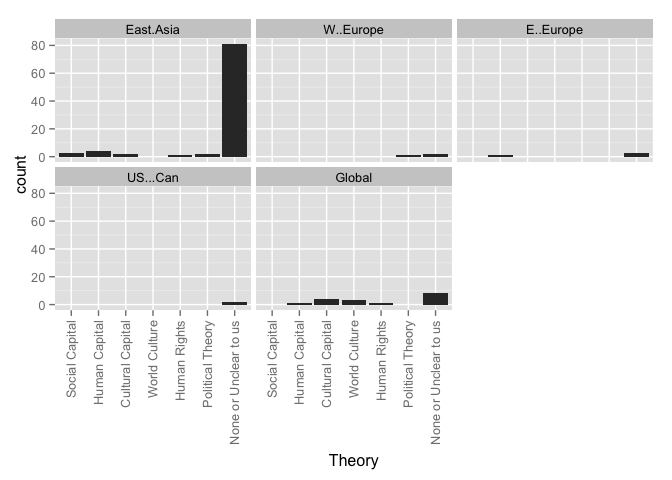 East.Asia
W..Europe
E..Europe
80
60
40
20
0
US...Can
Global
80
60
40
20
0
count
Social Capital
Human Capital
Cultural Capital
World Culture
Human Rights
Political Theory
None or Unclear to us
Social Capital
Human Capital
Cultural Capital
World Culture
Human Rights
Political Theory
None or Unclear to us
Theory